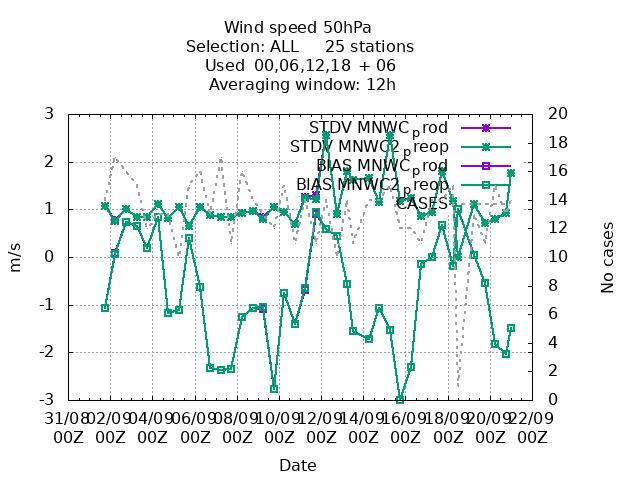 Wind speed 50hPa
Selection: ALL 25 stations
Used 00,06,12,18 + 06
Averaging window: 12h
3 20
STDV MNWCprod
18
STDV MNWC2preop
2
BIAS MNWCprod
16
BIAS MNWC2preop
1 14
CASES
12
m/s 0 10 No cases
8
-1
6
-2 4
2
-3 0
31/08 02/09 04/09 06/09 08/09 10/09 12/09 14/09 16/09 18/09 20/09 22/09
00Z 00Z 00Z 00Z 00Z 00Z 00Z 00Z 00Z 00Z 00Z 00Z
Date